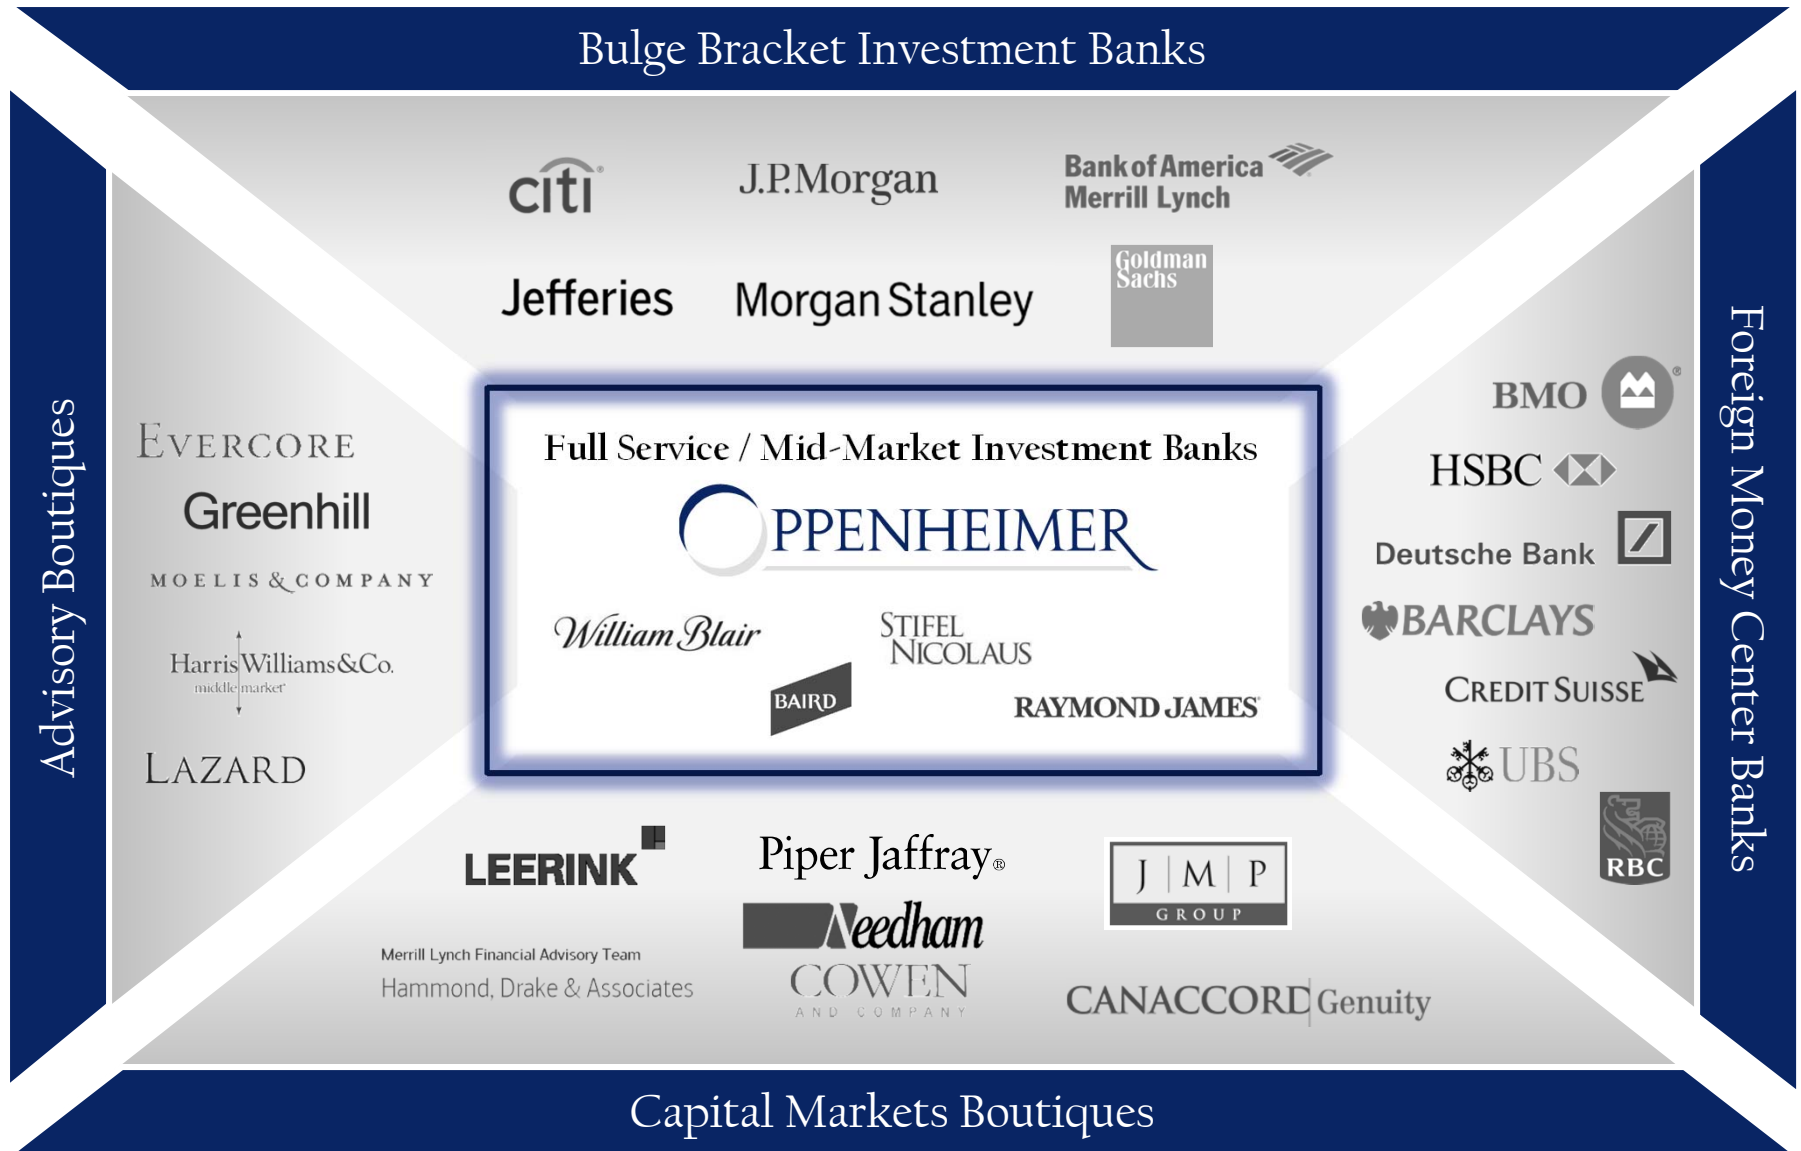 Bulge Bracket Investment Banks
citi®
J.P.Morgan
Bank of America
Merrill Lynch
Jefferies
Morgan Stanley
Goldman
Sachs
Advisory Boutiques
EVERCORE
Greenhill
MOELIS & COMPANY
Harris Williams & Co.
middle market
LAZARD
Full Service / Mid-Market Investment Banks
OPPENHEIMER
William Blair
STIFEL
NICOLAUS
BAIRD
RAYMOND JAMES®
Foreign Money Center Banks
BMO ®
HSBC
Deutsche Bank
BARCLAYS
CREDIT SUISSE
UBS
RBC
LEERINK
Piper Jaffray®
J | M | P
GROUP
Needham
Merrill Lynch Financial Advisory Team
Hammond, Drake & Associates
COWEN
AND COMPANY
CANACCORD | Genuity
Capital Markets Boutiques